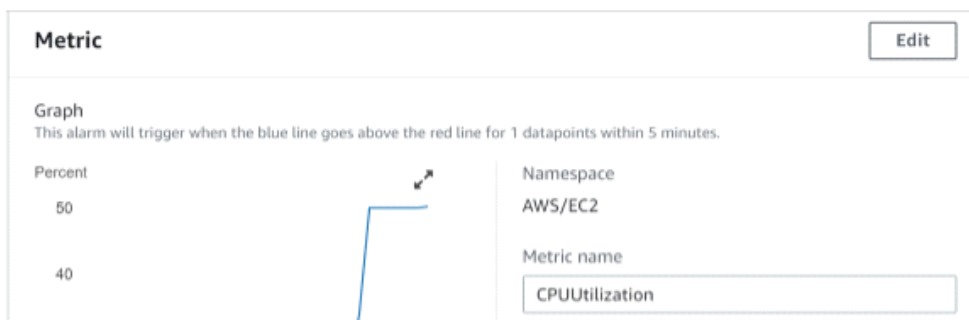 Metric
Edit
Graph
This alarm will trigger when the blue line goes above the red line for 1 datapoints within 5 minutes.
Percent
50
40
Namespace
AWS/EC2
Metric name
CPUUtilization